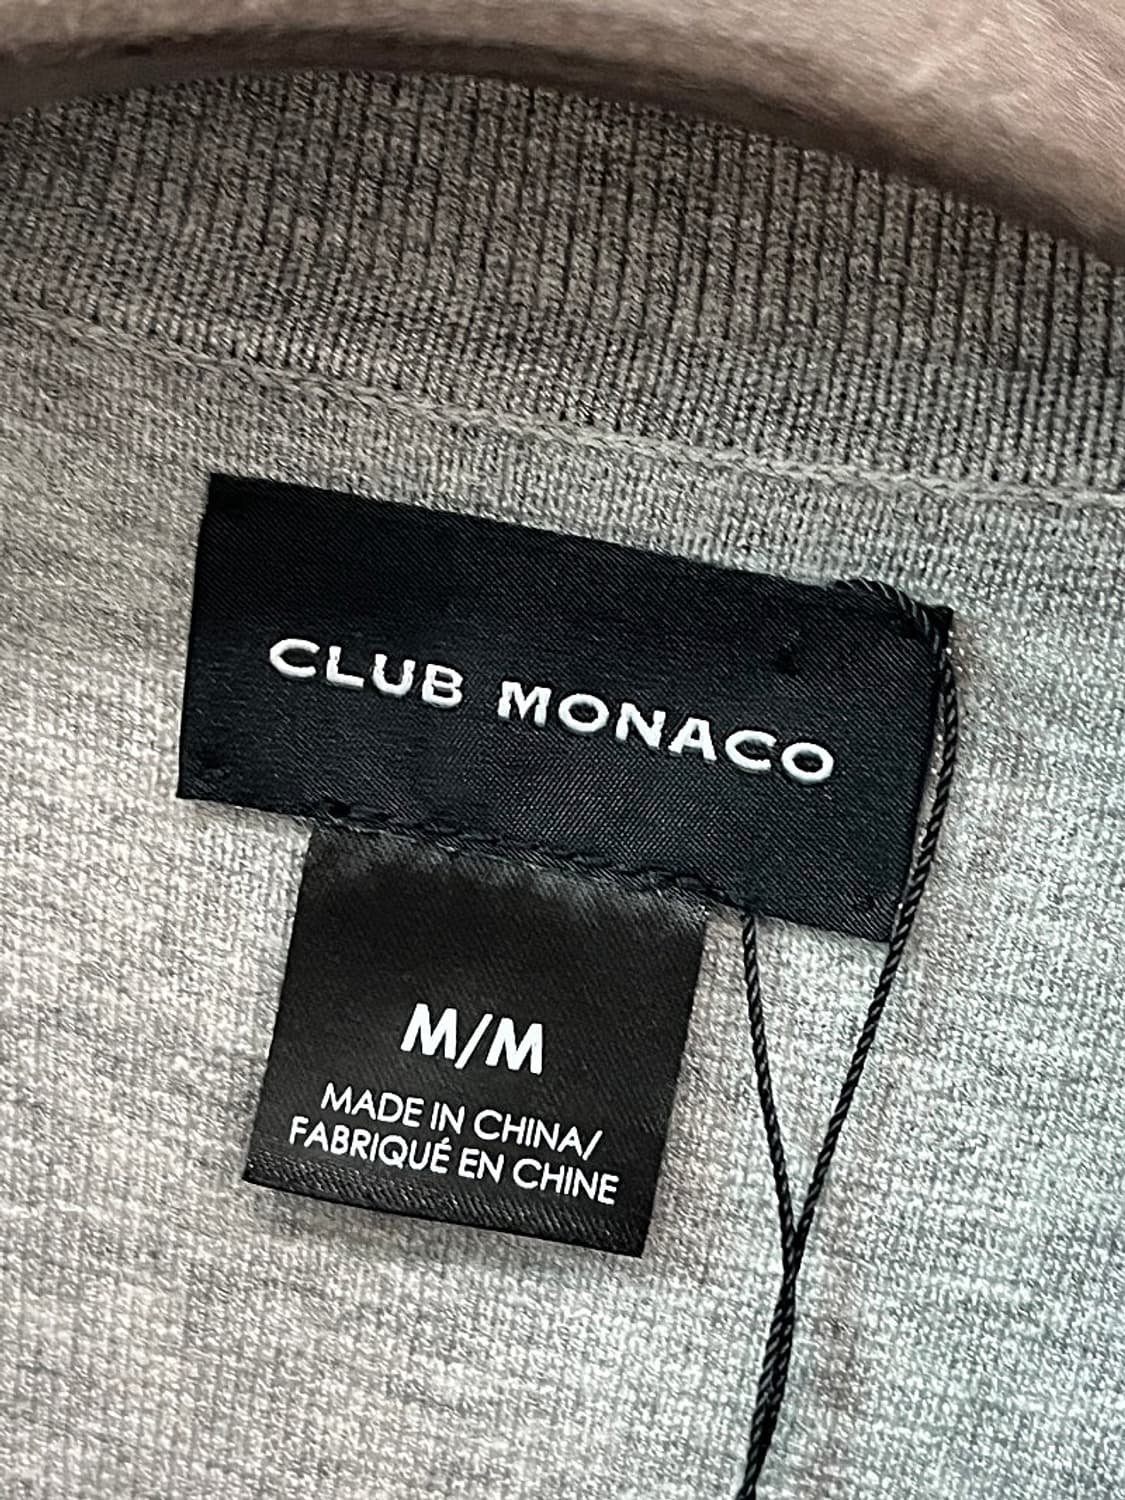 CLUB MONACO
M/M
MADE IN CHINA/
FABRIQUÉ EN CHINE